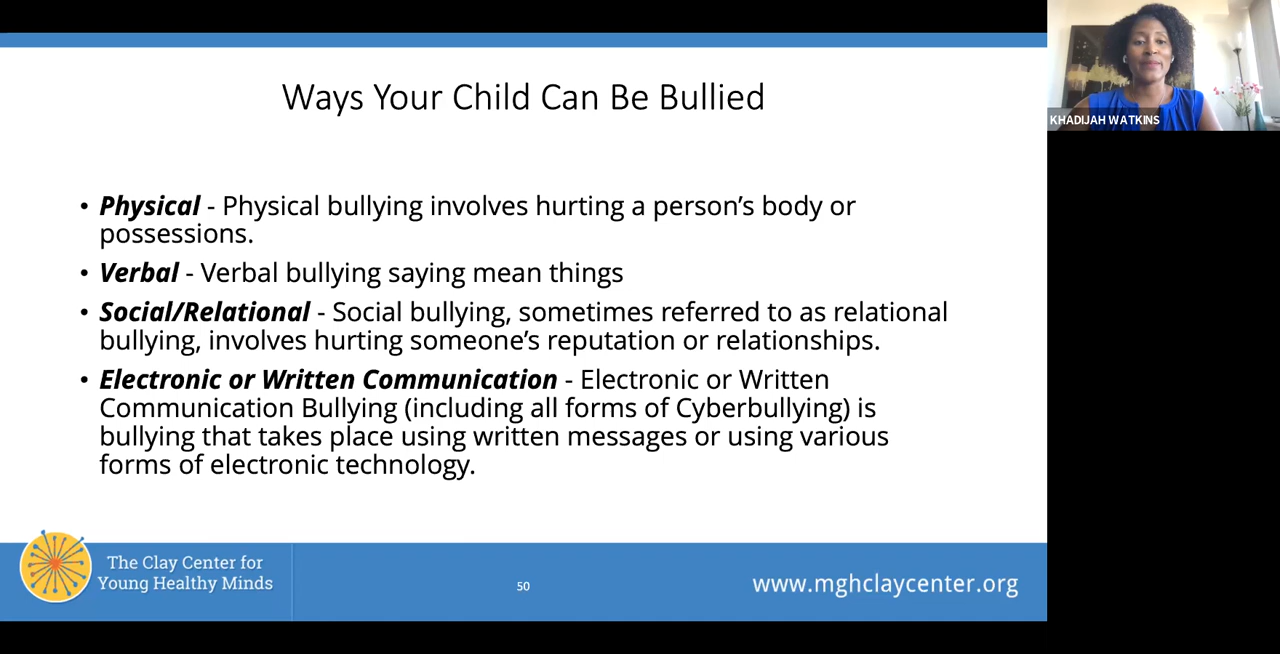 Ways Your Child Can Be Bullied
KHADIJAH WATKINS
• Physical - Physical bullying involves hurting a person’s body or
possessions.
• Verbal - Verbal bullying saying mean things
• Social/Relational - Social bullying, sometimes referred to as relational
bullying, involves hurting someone’s reputation or relationships.
• Electronic or Written Communication - Electronic or Written
Communication Bullying (including all forms of Cyberbullying) is
bullying that takes place using written messages or using various
forms of electronic technology.
The Clay Center for
Young Healthy Minds
50
www.mghclaycenter.org